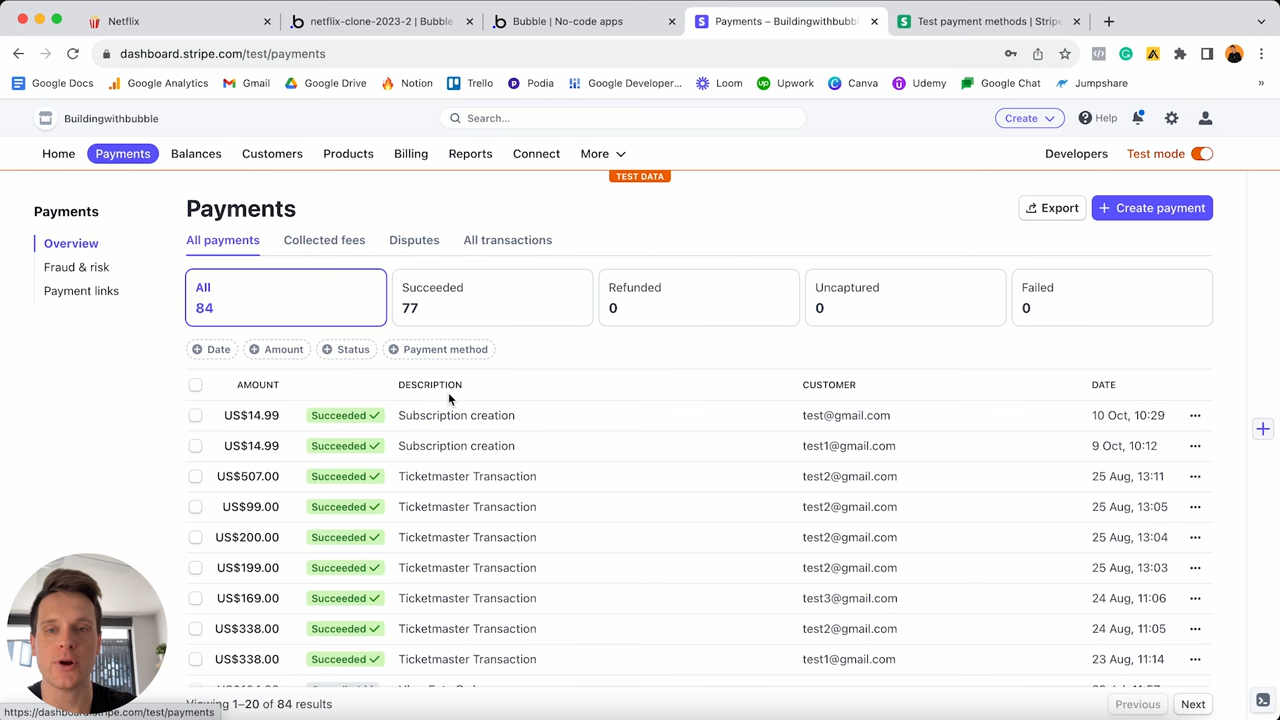 Netflix
netflix-clone-2023-2 | Bubble
Bubble | No-code apps
Payments – Buildingwithbubbl
Test payment methods | Stripe
dashboard.stripe.com/test/payments
Google Docs
Google Analytics
Gmail
Google Drive
Notion
Trello
Podia
Google Developer...
Loom
Upwork
Canva
Udemy
Google Chat
Jumpshare
»
Buildingwithbubble
Search...
Create
Help
Home
Payments
Balances
Customers
Products
Billing
Reports
Connect
More
Developers
Test mode
TEST DATA
Payments
Overview
Fraud & risk
Payment links
Payments
Export
Create payment
All payments
Collected fees
Disputes
All transactions
All
84
Succeeded
77
Refunded
0
Uncaptured
0
Failed
0
Date
Amount
Status
Payment method
AMOUNT DESCRIPTION CUSTOMER DATE
US$14.99 Succeeded Subscription creation test@gmail.com 10 Oct, 10:29
US$14.99 Succeeded Subscription creation test1@gmail.com 9 Oct, 10:12
US$507.00 Succeeded Ticketmaster Transaction test2@gmail.com 25 Aug, 13:11
US$99.00 Succeeded Ticketmaster Transaction test2@gmail.com 25 Aug, 13:05
US$200.00 Succeeded Ticketmaster Transaction test2@gmail.com 25 Aug, 13:04
US$199.00 Succeeded Ticketmaster Transaction test2@gmail.com 25 Aug, 13:03
US$169.00 Succeeded Ticketmaster Transaction test3@gmail.com 24 Aug, 11:06
US$338.00 Succeeded Ticketmaster Transaction test2@gmail.com 24 Aug, 11:05
US$338.00 Succeeded Ticketmaster Transaction test1@gmail.com 23 Aug, 11:14
Viewing 1–20 of 84 results
Previous
Next
https://dashboard.stripe.com/test/payments